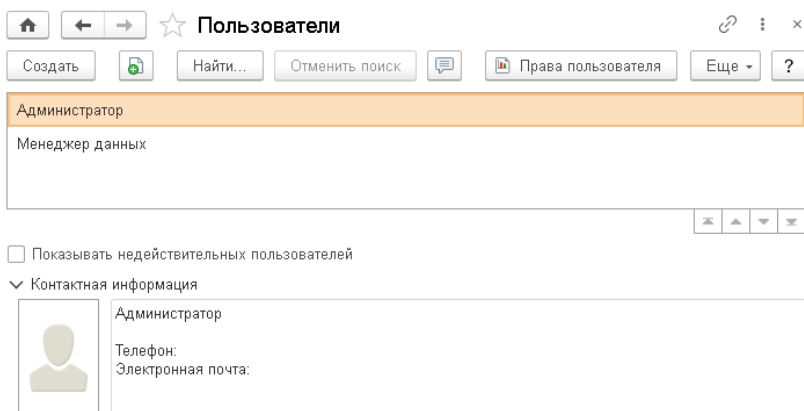 Пользователи
Создать Найти... Отменить поиск Права пользователя Еще ?
Администратор
Менеджер данных
Показывать недействительных пользователей
Контактная информация
Администратор
Телефон:
Электронная почта: